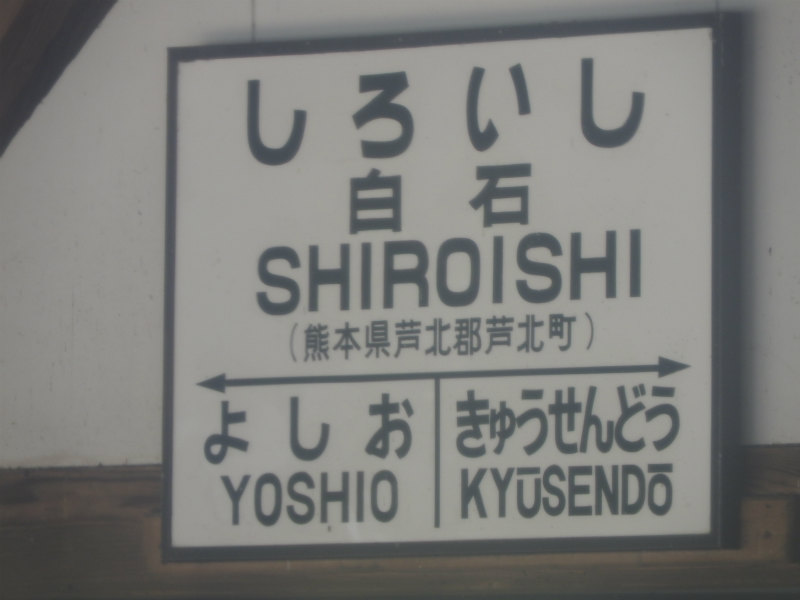 しろいし
白石
SHIROISHI
（熊本県芦北郡芦北町）
よしお
YOSHIO
きゅうせんどう
KYŪSENDŌ